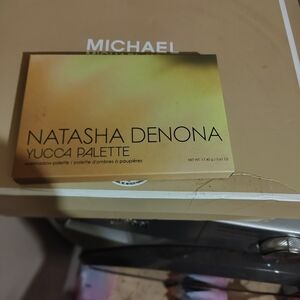 MICHAEL
NATASHA DENONA
YUCCA PALETTE
eyeshadow palette / palette d'ombres à paupières